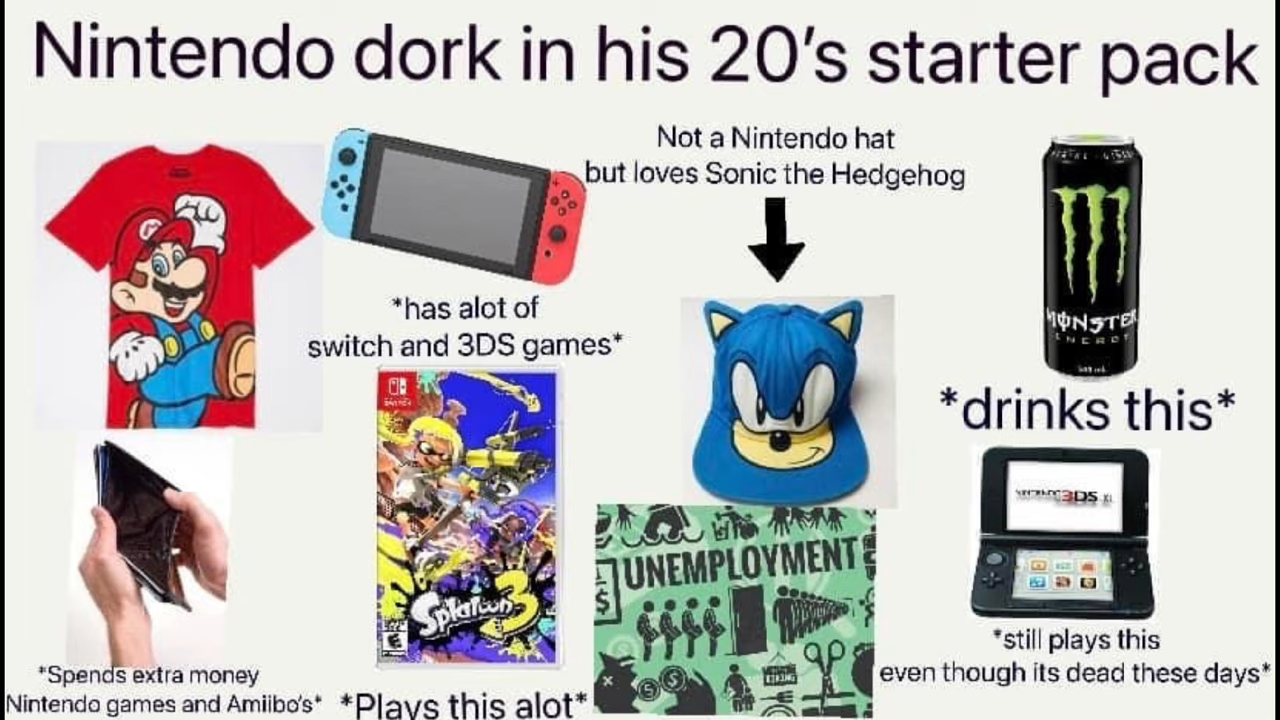 Nintendo dork in his 20's starter pack
Not a Nintendo hat
but loves Sonic the Hedgehog
*has alot of
switch and 3DS games*
MONSTER
ENERGY
*drinks this*
SWITCH
Splatoon 3
E
UNEMPLOYMENT
NINTENDO 3DS XL
*still plays this
even though its dead these days*
*Spends extra money
Nintendo games and Amiibo's*
*Plays this alot*